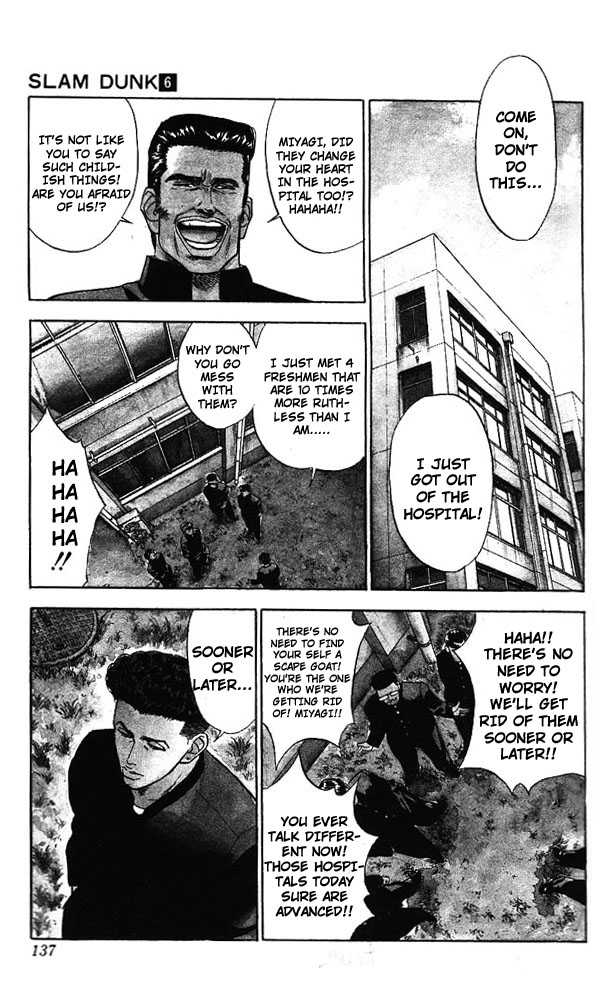 SLAM DUNK 6
COME
ON,
DON'T
DO
THIS...
I JUST
GOT OUT
OF THE
HOSPITAL!
MIYAGI, DID
THEY CHANGE
YOUR HEART
IN THE HOS-
PITAL TOO!?
HAHAHA!!
IT'S NOT LIKE
YOU TO SAY
SUCH CHILD-
ISH THINGS!
ARE YOU AFRAID
OF US!?
I JUST MET 4
FRESHMEN THAT
ARE 10 TIMES
MORE RUTH-
LESS THAN I
AM.....
WHY DON'T
YOU GO
MESS
WITH
THEM?
HA
HA
HA
HA
!!
HAHA!!
THERE'S NO
NEED TO
WORRY!
WE'LL GET
RID OF THEM
SOONER OR
LATER!!
THERE'S NO
NEED TO FIND
YOUR SELF A
SCAPE GOAT!
YOU'RE THE ONE
WHO WE'RE
GETTING RID
OF! MIYAGI!!
YOU EVER
TALK DIFFER-
ENT NOW!
THOSE HOSPI-
TALS TODAY
SURE ARE
ADVANCED!!
SOONER
OR
LATER...
137